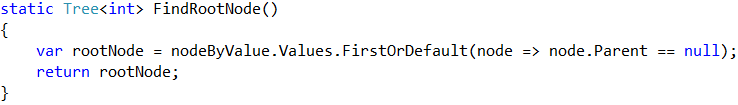 static Tree<int> FindRootNode()
{
    var rootNode = nodeByValue.Values.FirstOrDefault(node => node.Parent == null);
    return rootNode;
}